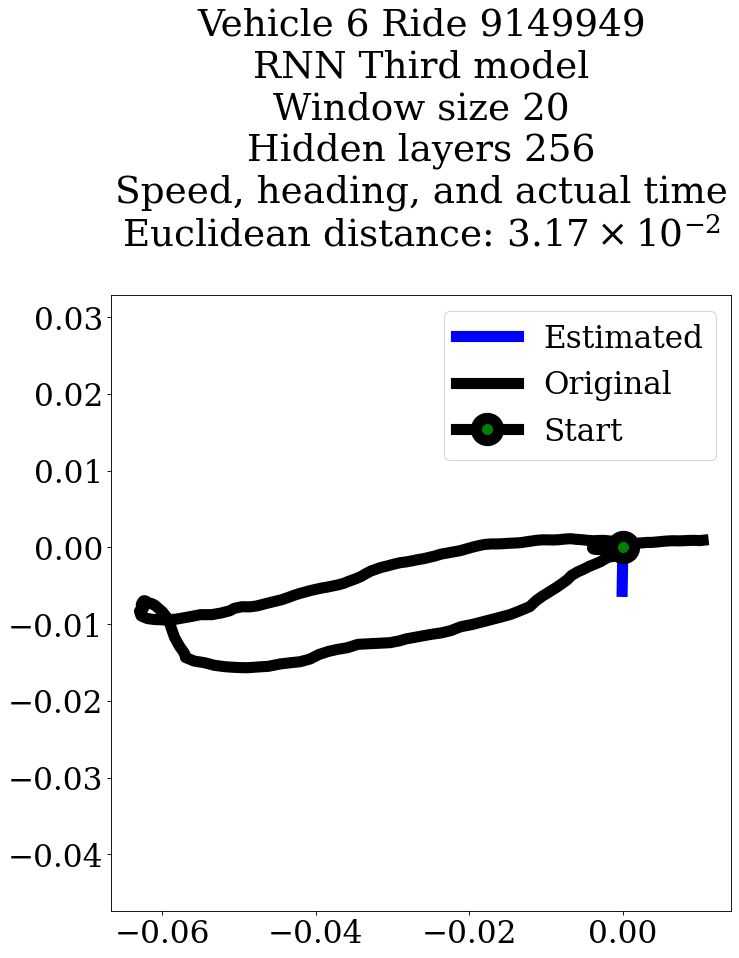 Vehicle 6 Ride 9149949
RNN Third model
Window size 20
Hidden layers 256
Speed, heading, and actual time
Euclidean distance: 3.17 × 10⁻²
Estimated
Original
Start
0.03
0.02
0.01
0.00
−0.01
−0.02
−0.03
−0.04
−0.06
−0.04
−0.02
0.00